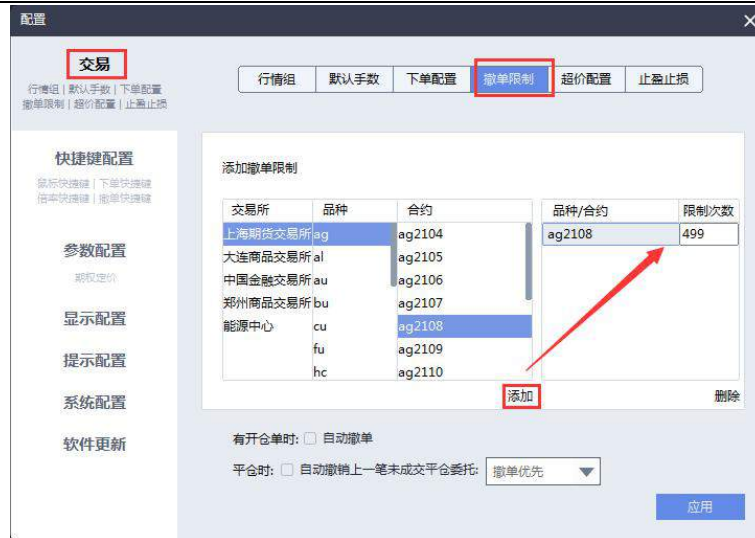 配置
交易
行情组 | 默认手数 | 下单配置
撤单限制 | 超价配置 | 止盈止损
行情组 默认手数 下单配置 撤单限制 超价配置 止盈止损
快捷键配置
鼠标快捷键 | 下单快捷键
倍率快捷键 | 撤单快捷键
参数配置
期权定价
显示配置
提示配置
系统配置
软件更新
添加撤单限制
交易所 品种 合约 品种/合约 限制次数
上海期货交易所 ag ag2104 ag2108 499
大连商品交易所 al ag2105
中国金融交易所 au ag2106
郑州商品交易所 bu ag2107
能源中心 cu ag2108
fu ag2109
hc ag2110
添加 删除
有开仓单时: 自动撤单
平仓时: 自动撤销上一笔未成交平仓委托: 撤单优先
应用